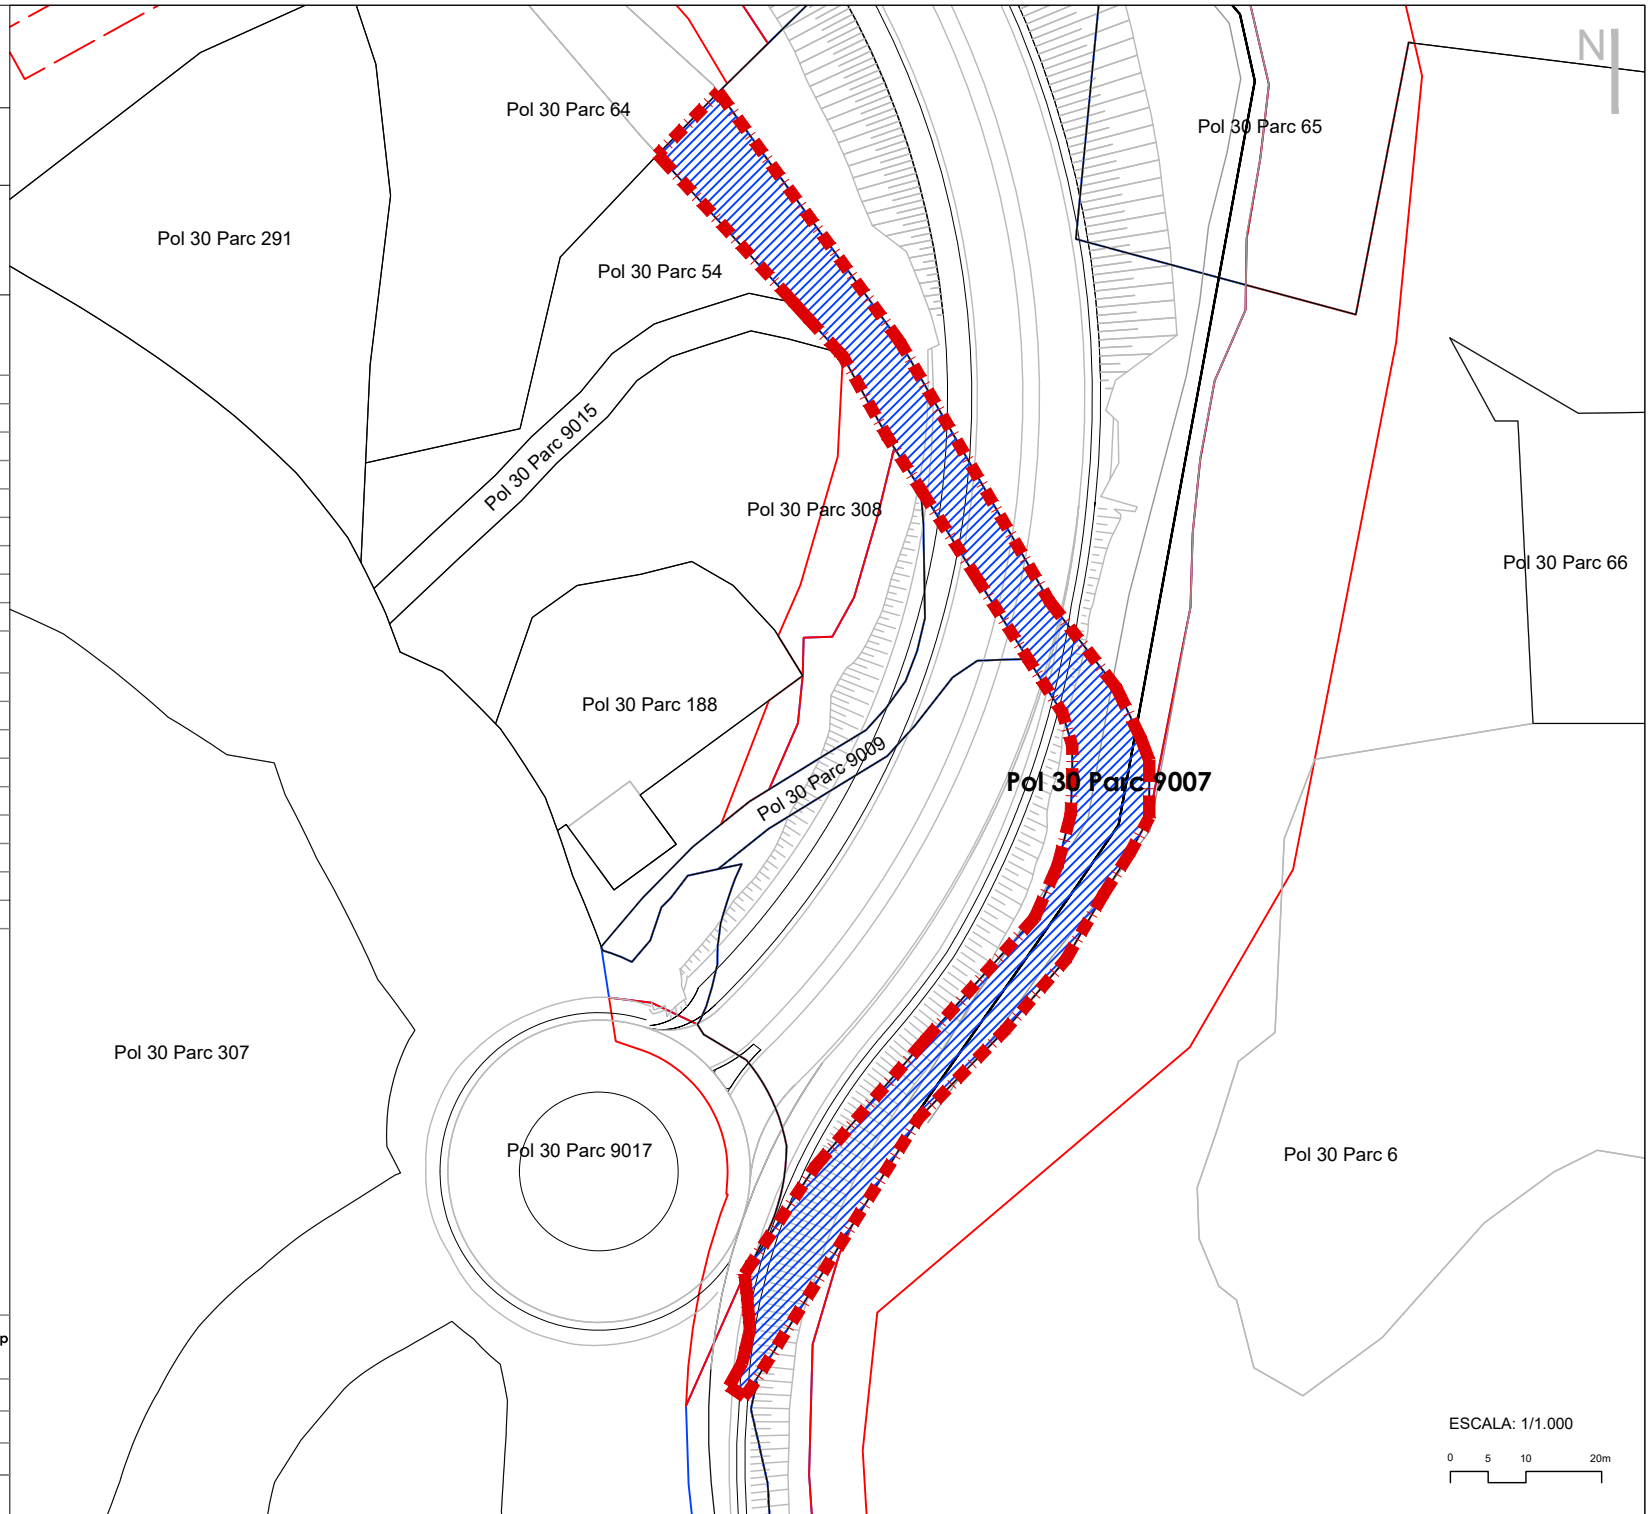 N
Pol 30 Parc 64
Pol 30 Parc 65
Pol 30 Parc 291
Pol 30 Parc 54
Pol 30 Parc 9015
Pol 30 Parc 308
Pol 30 Parc 66
Pol 30 Parc 188
Pol 30 Parc 9009
Pol 30 Parc 9007
Pol 30 Parc 307
Pol 30 Parc 9017
Pol 30 Parc 6
p
ESCALA: 1/1.000
0 5 10 20m